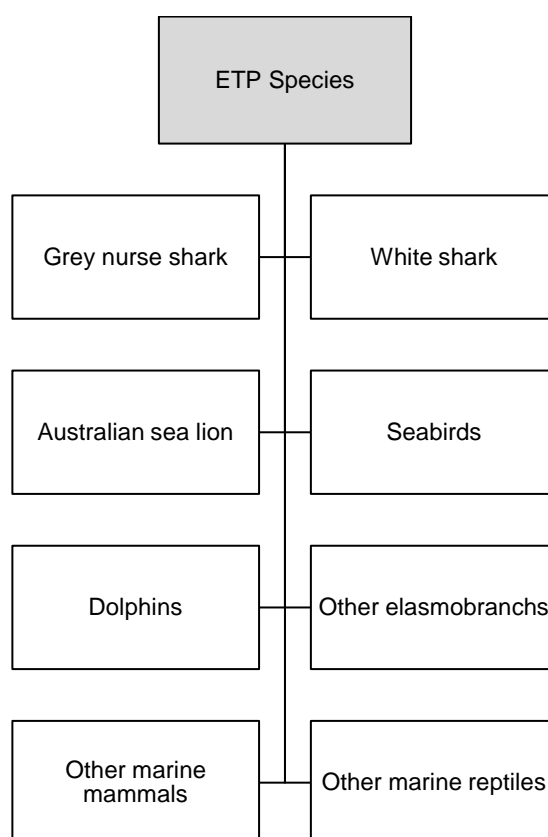 ETP Species
Grey nurse shark
White shark
Australian sea lion
Seabirds
Dolphins
Other elasmobranchs
Other marine
mammals
Other marine reptiles